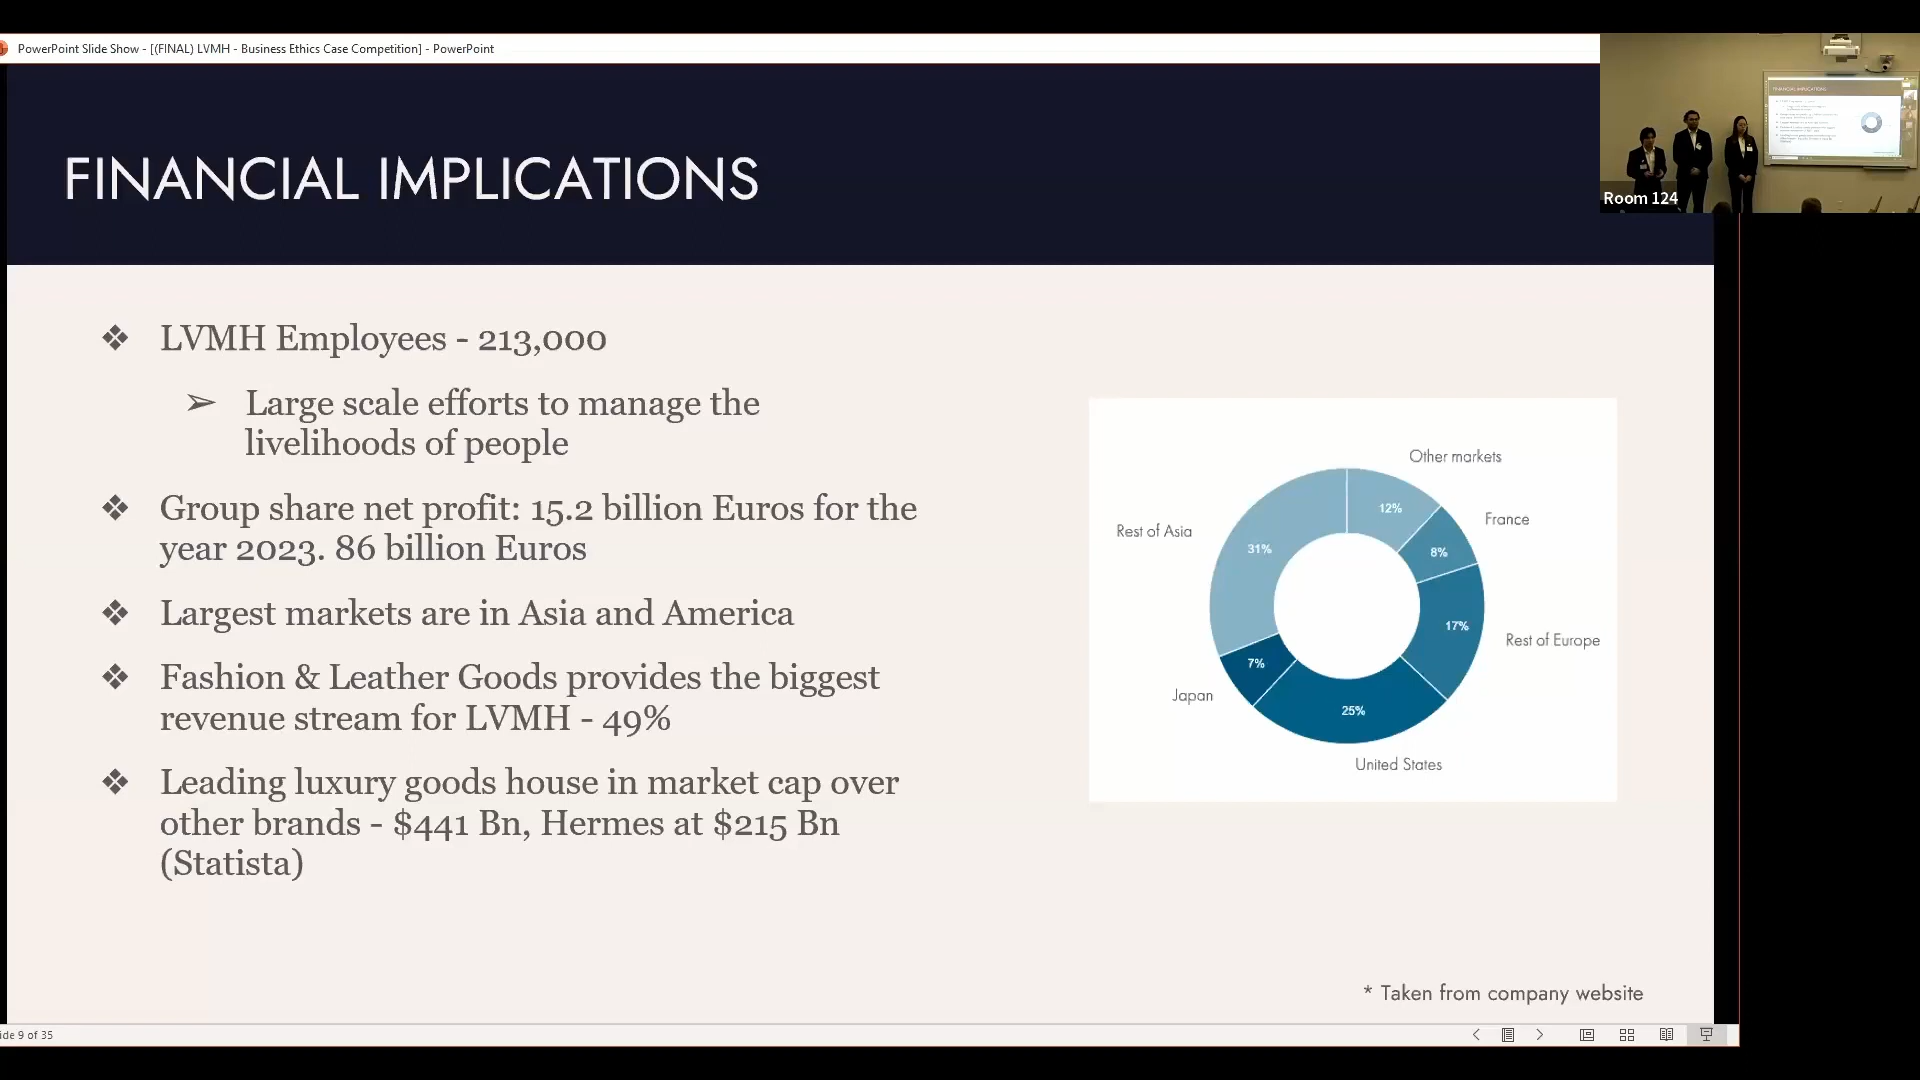 PowerPoint Slide Show - [(FINAL) LVMH - Business Ethics Case Competition] - PowerPoint
FINANCIAL IMPLICATIONS
Room 124
❖ LVMH Employees - 213,000
➢ Large scale efforts to manage the
livelihoods of people
❖ Group share net profit: 15.2 billion Euros for the
year 2023. 86 billion Euros
❖ Largest markets are in Asia and America
❖ Fashion & Leather Goods provides the biggest
revenue stream for LVMH - 49%
❖ Leading luxury goods house in market cap over
other brands - $441 Bn, Hermes at $215 Bn
(Statista)
Other markets
12%
France
8%
Rest of Asia
31%
17%
Rest of Europe
7%
Japan
25%
United States
* Taken from company website
ide 9 of 35